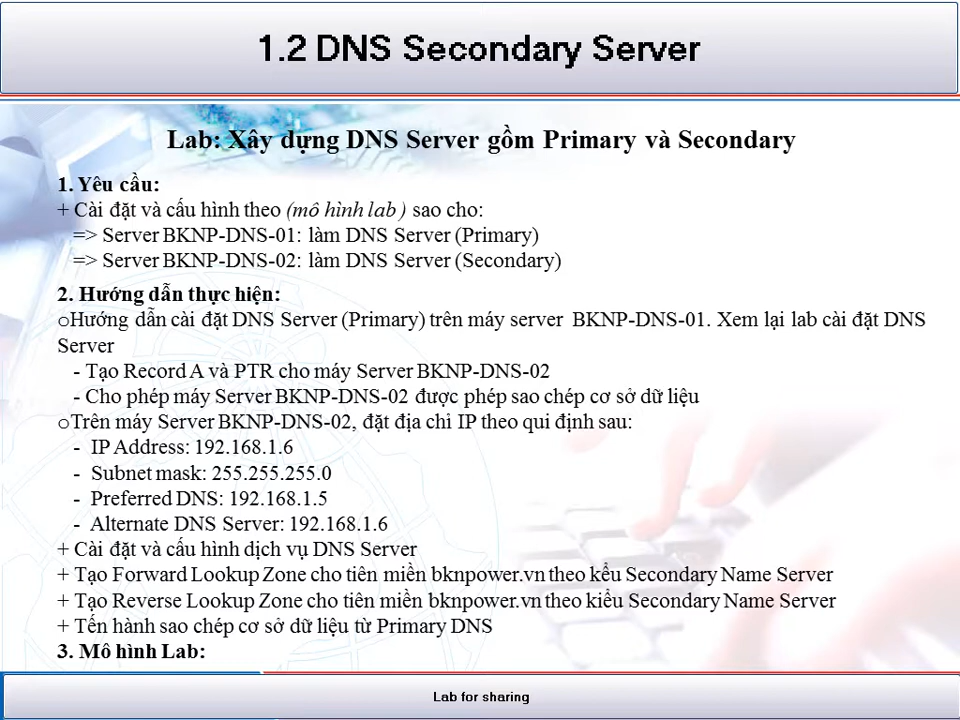 1.2 DNS Secondary Server
Lab: Xây dựng DNS Server gồm Primary và Secondary
1. Yêu cầu:
+ Cài đặt và cấu hình theo (mô hình lab ) sao cho:
=> Server BKNP-DNS-01: làm DNS Server (Primary)
=> Server BKNP-DNS-02: làm DNS Server (Secondary)
2. Hướng dẫn thực hiện:
oHướng dẫn cài đặt DNS Server (Primary) trên máy server BKNP-DNS-01. Xem lại lab cài đặt DNS
Server
- Tạo Record A và PTR cho máy Server BKNP-DNS-02
- Cho phép máy Server BKNP-DNS-02 được phép sao chép cơ sở dữ liệu
oTrên máy Server BKNP-DNS-02, đặt địa chỉ IP theo qui định sau:
- IP Address: 192.168.1.6
- Subnet mask: 255.255.255.0
- Preferred DNS: 192.168.1.5
- Alternate DNS Server: 192.168.1.6
+ Cài đặt và cấu hình dịch vụ DNS Server
+ Tạo Forward Lookup Zone cho tiên miền bknpower.vn theo kểu Secondary Name Server
+ Tạo Reverse Lookup Zone cho tiên miền bknpower.vn theo kiểu Secondary Name Server
+ Tến hành sao chép cơ sở dữ liệu từ Primary DNS
3. Mô hình Lab:
Lab for sharing